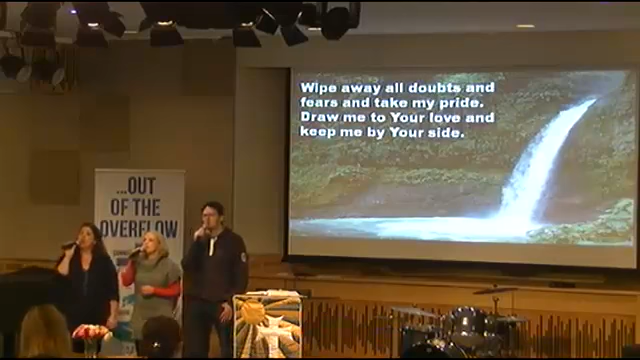 Wipe away all doubts and
fears and take my pride.
Draw me to Your love and
keep me by Your side.
...OUT
OF THE
OVERFLOW